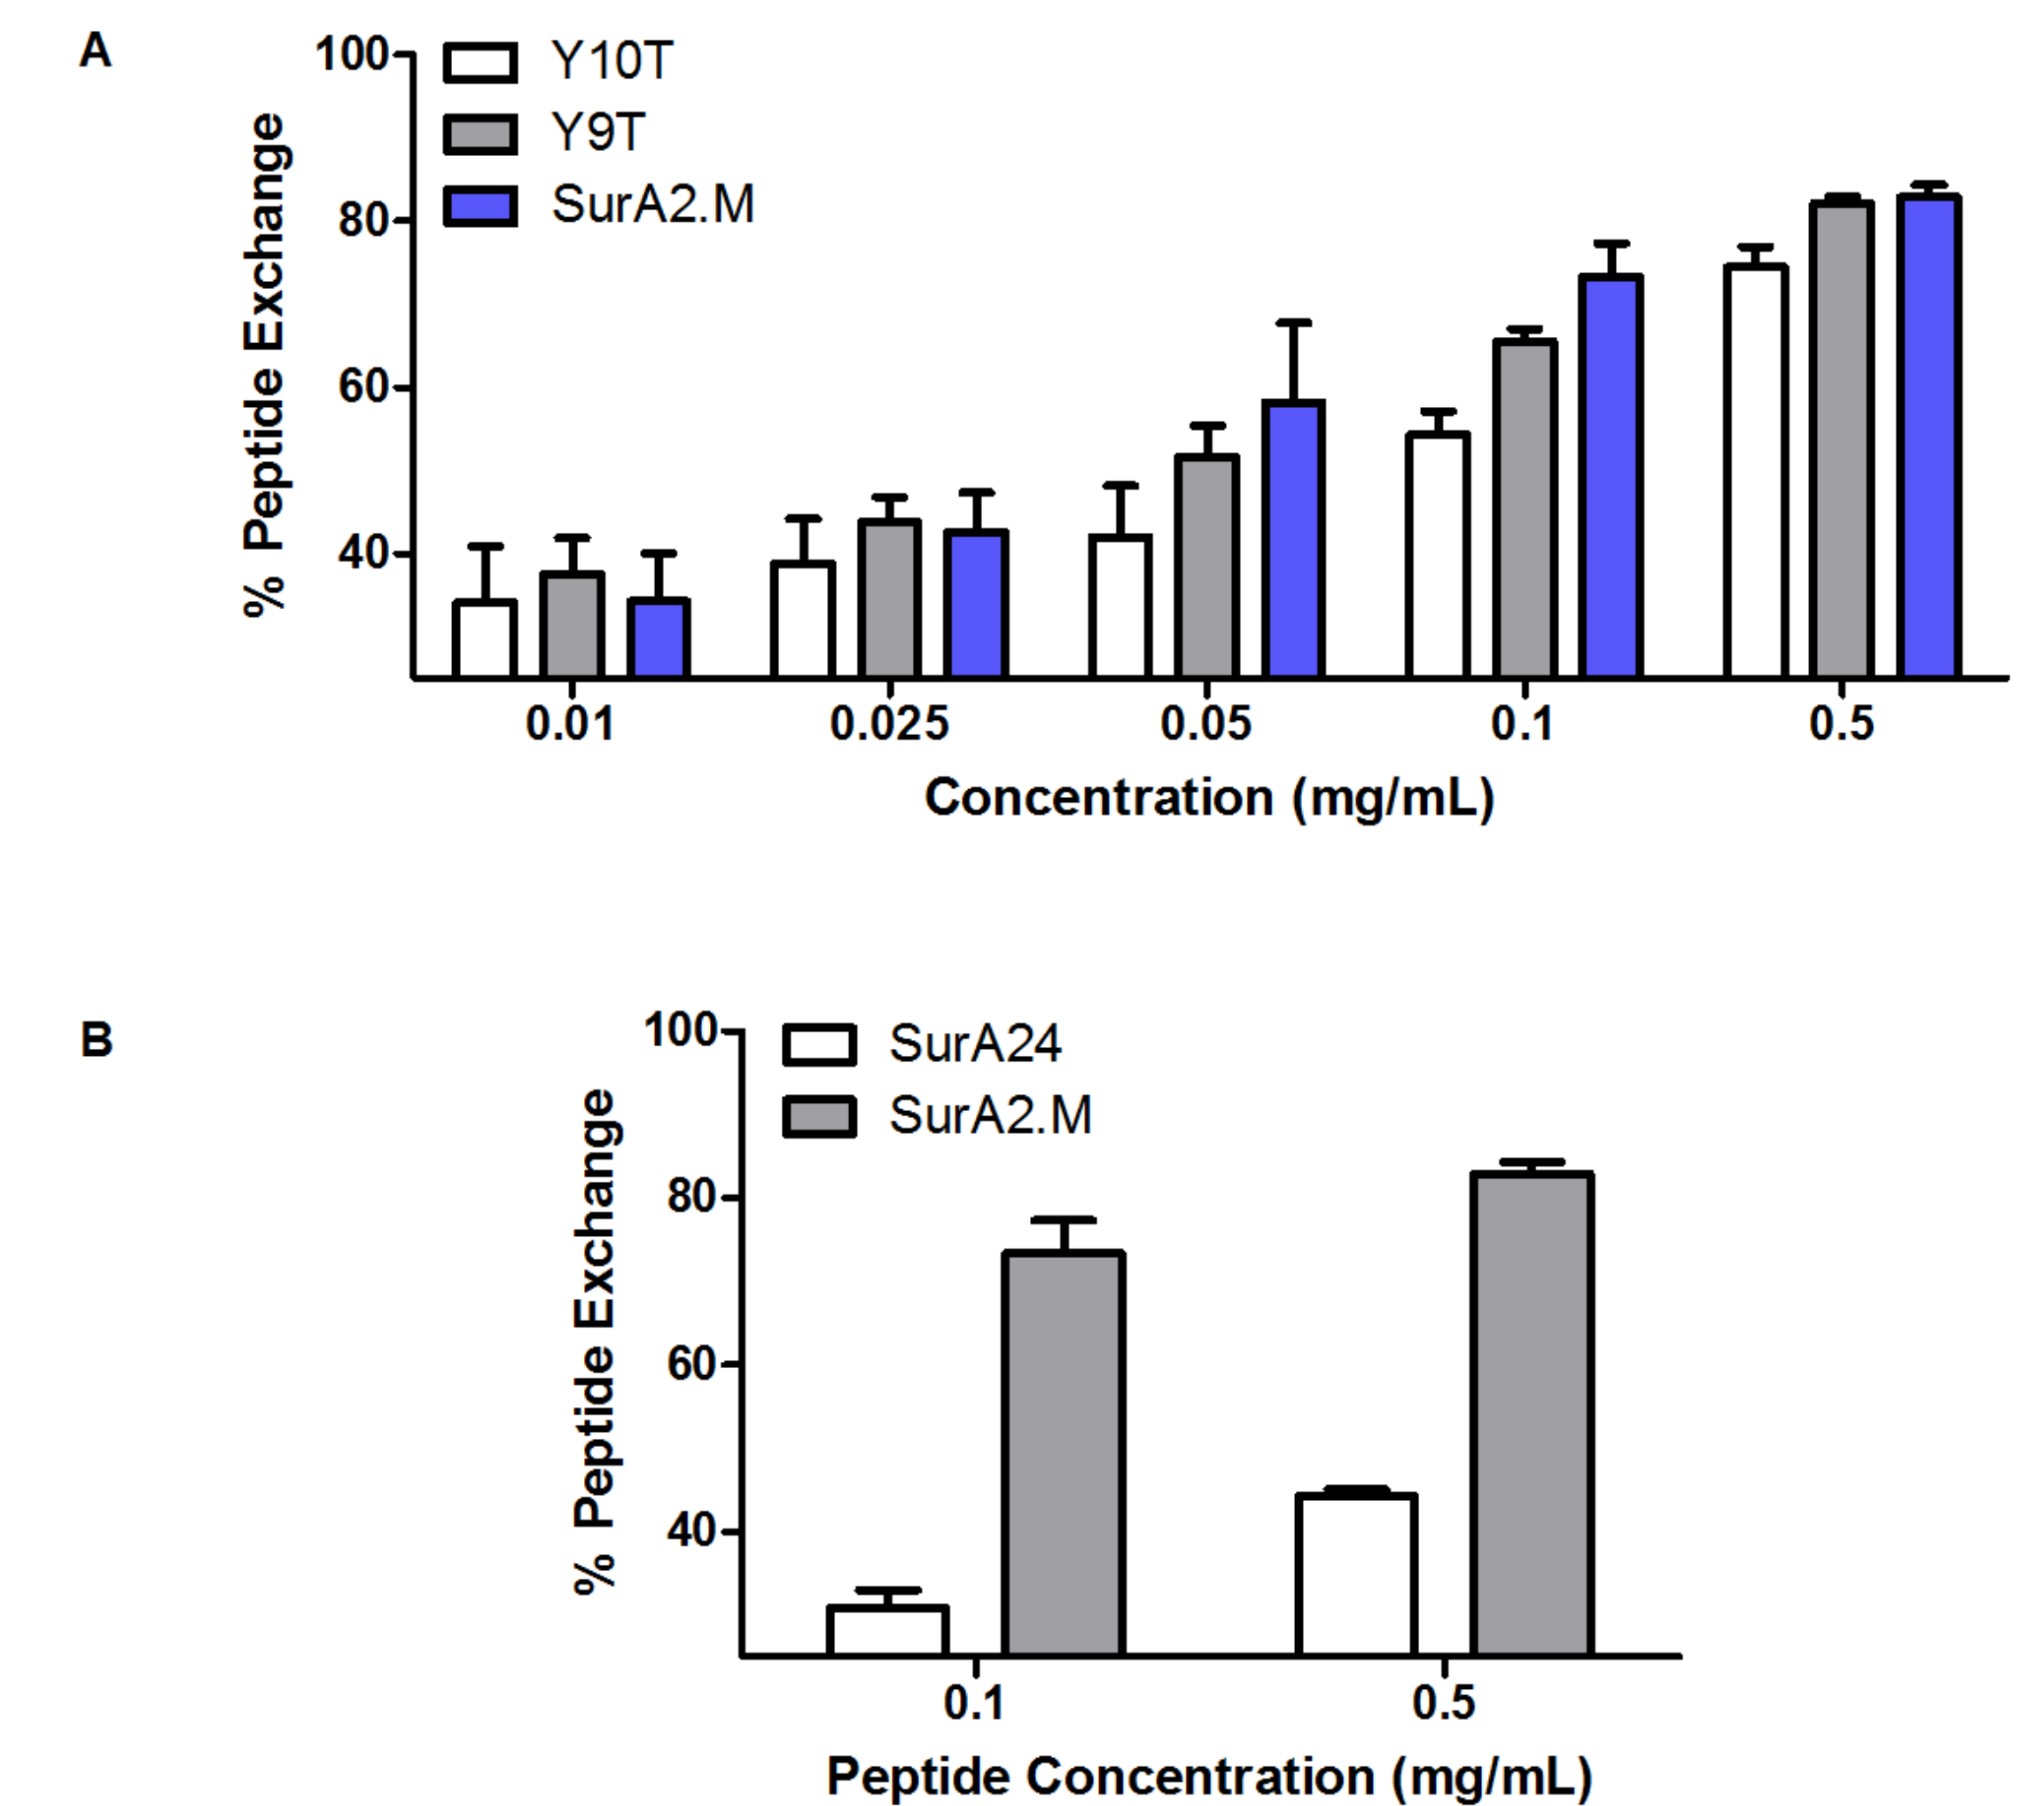 A
% Peptide Exchange
100
80
60
40
Y10T
Y9T
SurA2.M
0.01 0.025 0.05 0.1 0.5
Concentration (mg/mL)
B
% Peptide Exchange
100
80
60
40
SurA24
SurA2.M
0.1 0.5
Peptide Concentration (mg/mL)